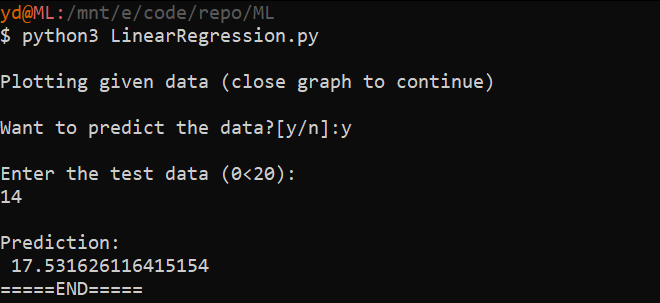 yd@ML:/mnt/e/code/repo/ML
$ python3 LinearRegression.py
Plotting given data (close graph to continue)
Want to predict the data?[y/n]:y
Enter the test data (0<20):
14
Prediction:
17.531626116415154
=====END=====